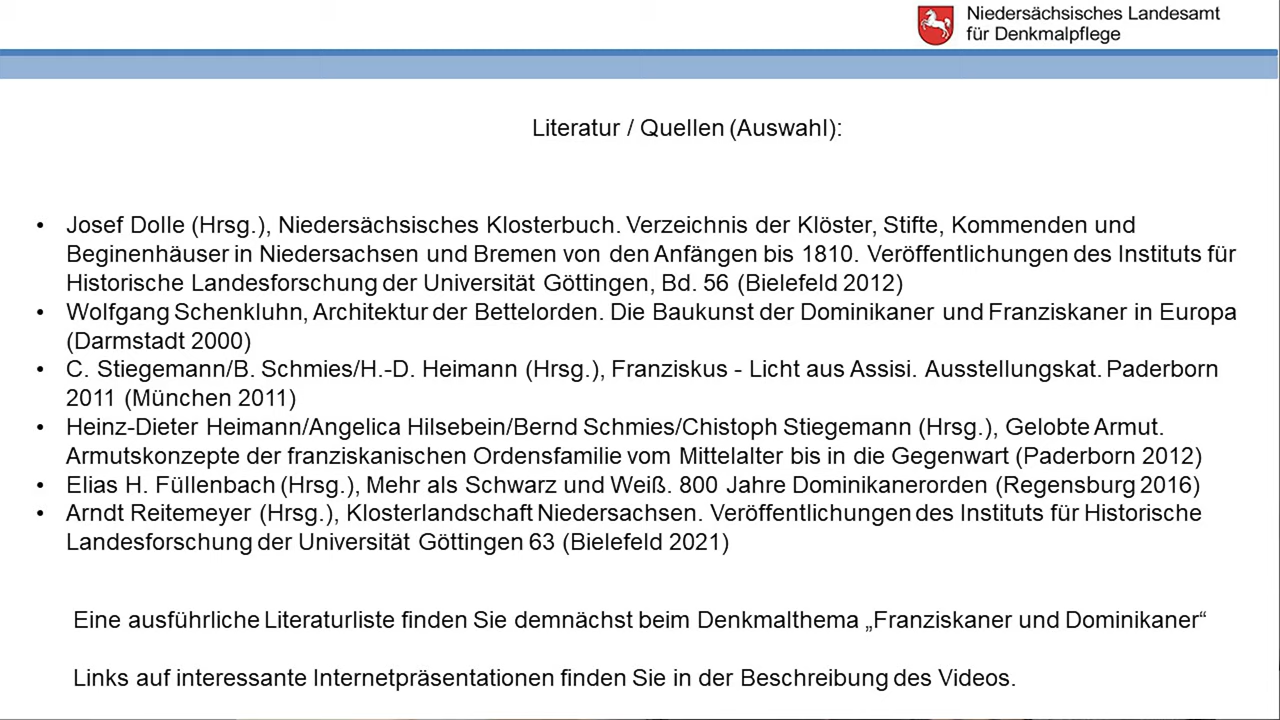 Niedersächsisches Landesamt
für Denkmalpflege
Literatur / Quellen (Auswahl):
• Josef Dolle (Hrsg.), Niedersächsisches Klosterbuch. Verzeichnis der Klöster, Stifte, Kommenden und
Beginenhäuser in Niedersachsen und Bremen von den Anfängen bis 1810. Veröffentlichungen des Instituts für
Historische Landesforschung der Universität Göttingen, Bd. 56 (Bielefeld 2012)
• Wolfgang Schenkluhn, Architektur der Bettelorden. Die Baukunst der Dominikaner und Franziskaner in Europa
(Darmstadt 2000)
• C. Stiegemann/B. Schmies/H.-D. Heimann (Hrsg.), Franziskus - Licht aus Assisi. Ausstellungskat. Paderborn
2011 (München 2011)
• Heinz-Dieter Heimann/Angelica Hilsebein/Bernd Schmies/Chistoph Stiegemann (Hrsg.), Gelobte Armut.
Armutskonzepte der franziskanischen Ordensfamilie vom Mittelalter bis in die Gegenwart (Paderborn 2012)
• Elias H. Füllenbach (Hrsg.), Mehr als Schwarz und Weiß. 800 Jahre Dominikanerorden (Regensburg 2016)
• Arndt Reitemeyer (Hrsg.), Klosterlandschaft Niedersachsen. Veröffentlichungen des Instituts für Historische
Landesforschung der Universität Göttingen 63 (Bielefeld 2021)
Eine ausführliche Literaturliste finden Sie demnächst beim Denkmalthema „Franziskaner und Dominikaner“
Links auf interessante Internetpräsentationen finden Sie in der Beschreibung des Videos.